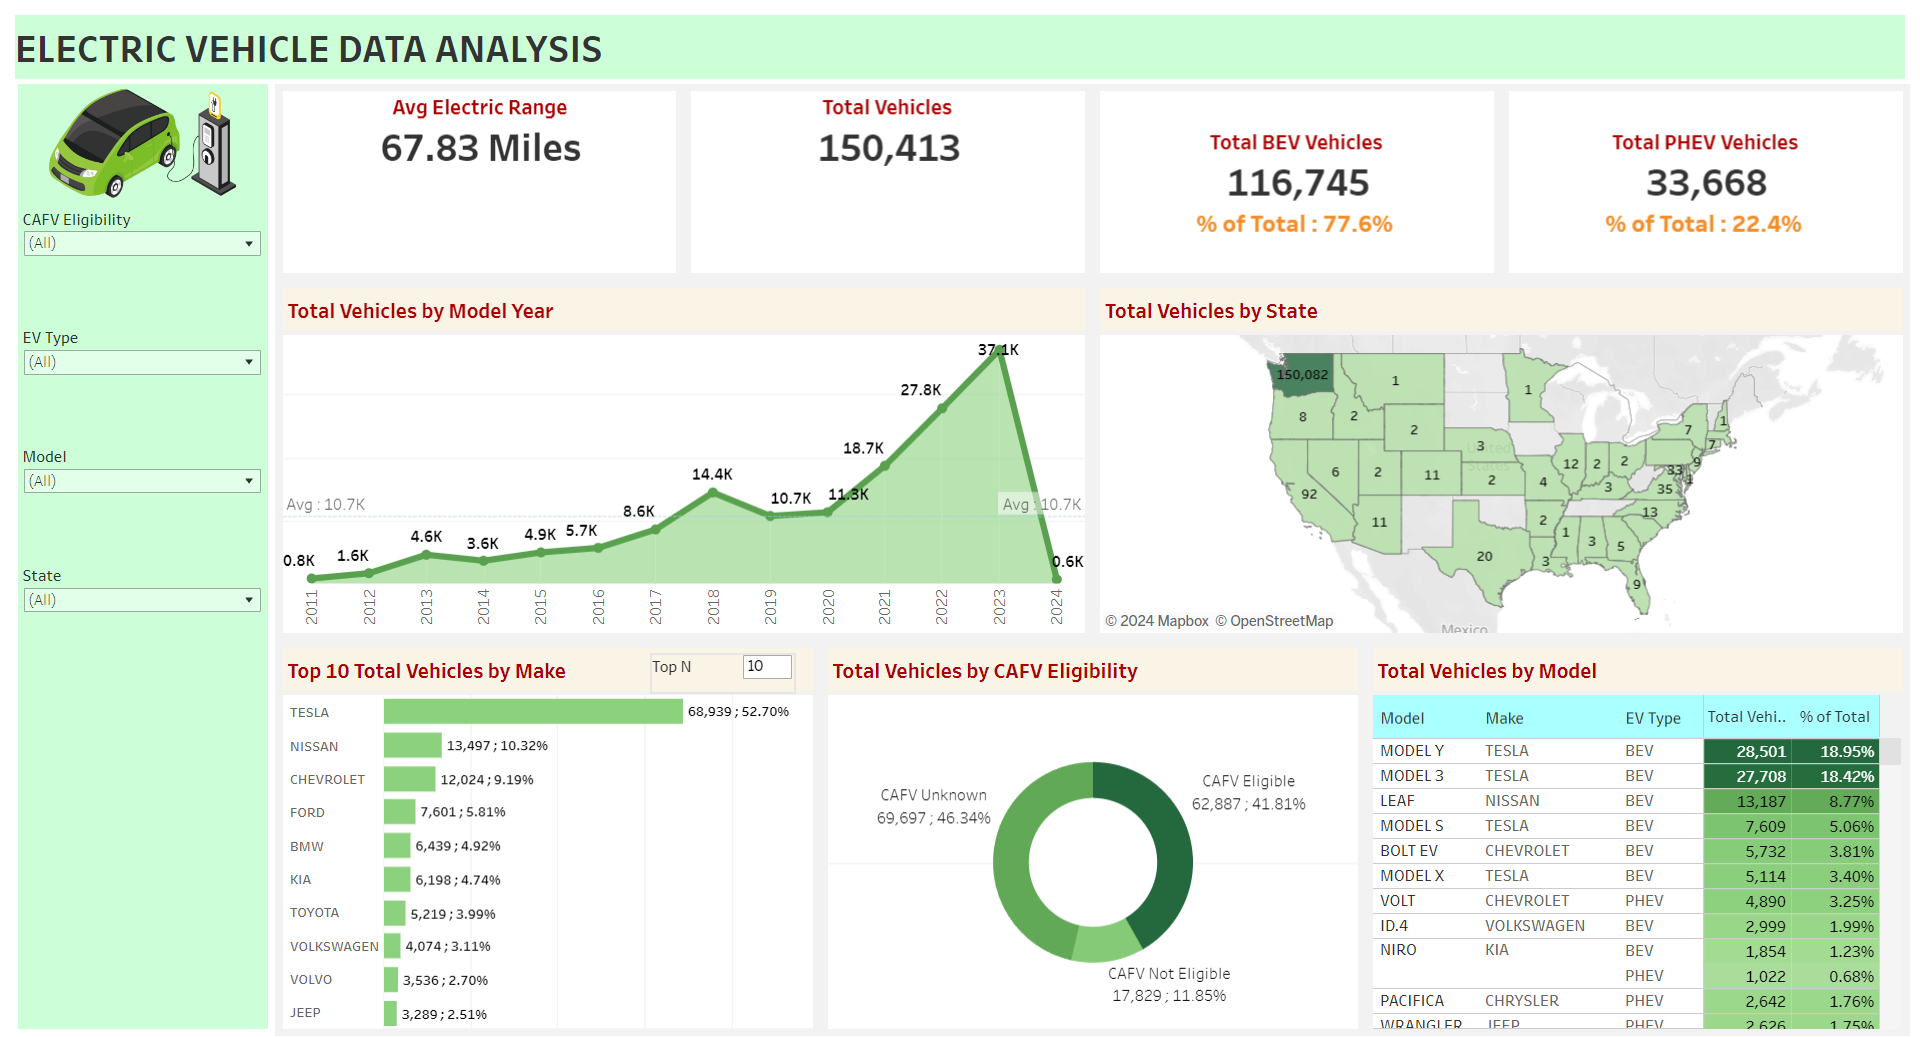 ELECTRIC VEHICLE DATA ANALYSIS
CAFV Eligibility
(All)
EV Type
(All)
Model
(All)
State
(All)
Avg Electric Range
67.83 Miles
Total Vehicles
150,413
Total BEV Vehicles
116,745
% of Total : 77.6%
Total PHEV Vehicles
33,668
% of Total : 22.4%
Total Vehicles by Model Year
37.1K
27.8K
18.7K
14.4K
10.7K
11.3K
8.6K
Avg : 10.7K
Avg : 10.7K
4.6K
3.6K
4.9K
5.7K
0.8K
1.6K
0.6K
2011
2012
2013
2014
2015
2016
2017
2018
2019
2020
2021
2022
2023
2024
Total Vehicles by State
150,082
1
1
8
2
2
3
7
1
7
United
States
6
2
11
2
12
2
2
9
33
1
92
4
3
35
11
2
13
20
3
1
3
5
9
Mexico
© 2024 Mapbox © OpenStreetMap
Top 10 Total Vehicles by Make
Top N
10
TESLA
68,939 ; 52.70%
NISSAN
13,497 ; 10.32%
CHEVROLET
12,024 ; 9.19%
FORD
7,601 ; 5.81%
BMW
6,439 ; 4.92%
KIA
6,198 ; 4.74%
TOYOTA
5,219 ; 3.99%
VOLKSWAGEN
4,074 ; 3.11%
VOLVO
3,536 ; 2.70%
JEEP
3,289 ; 2.51%
Total Vehicles by CAFV Eligibility
CAFV Unknown
69,697 ; 46.34%
CAFV Eligible
62,887 ; 41.81%
CAFV Not Eligible
17,829 ; 11.85%
Total Vehicles by Model
Model Make EV Type Total Vehi.. % of Total
MODEL Y TESLA BEV 28,501 18.95%
MODEL 3 TESLA BEV 27,708 18.42%
LEAF NISSAN BEV 13,187 8.77%
MODEL S TESLA BEV 7,609 5.06%
BOLT EV CHEVROLET BEV 5,732 3.81%
MODEL X TESLA BEV 5,114 3.40%
VOLT CHEVROLET PHEV 4,890 3.25%
ID.4 VOLKSWAGEN BEV 2,999 1.99%
NIRO KIA BEV 1,854 1.23%
PHEV 1,022 0.68%
PACIFICA CHRYSLER PHEV 2,642 1.76%
WRANGLER JEEP PHEV 2,626 1.75%